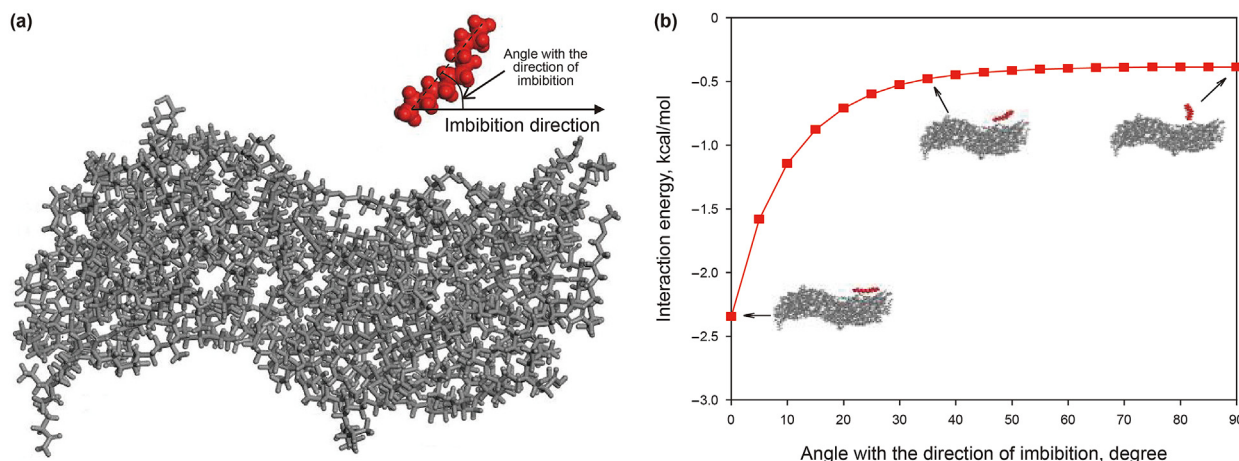 (a)
Angle with the
direction of
imbibition
Imbibition direction
(b)
Interaction energy, kcal/mol
0
−0.5
−1.0
−1.5
−2.0
−2.5
−3.0
0 10 20 30 40 50 60 70 80 90
Angle with the direction of imbibition, degree